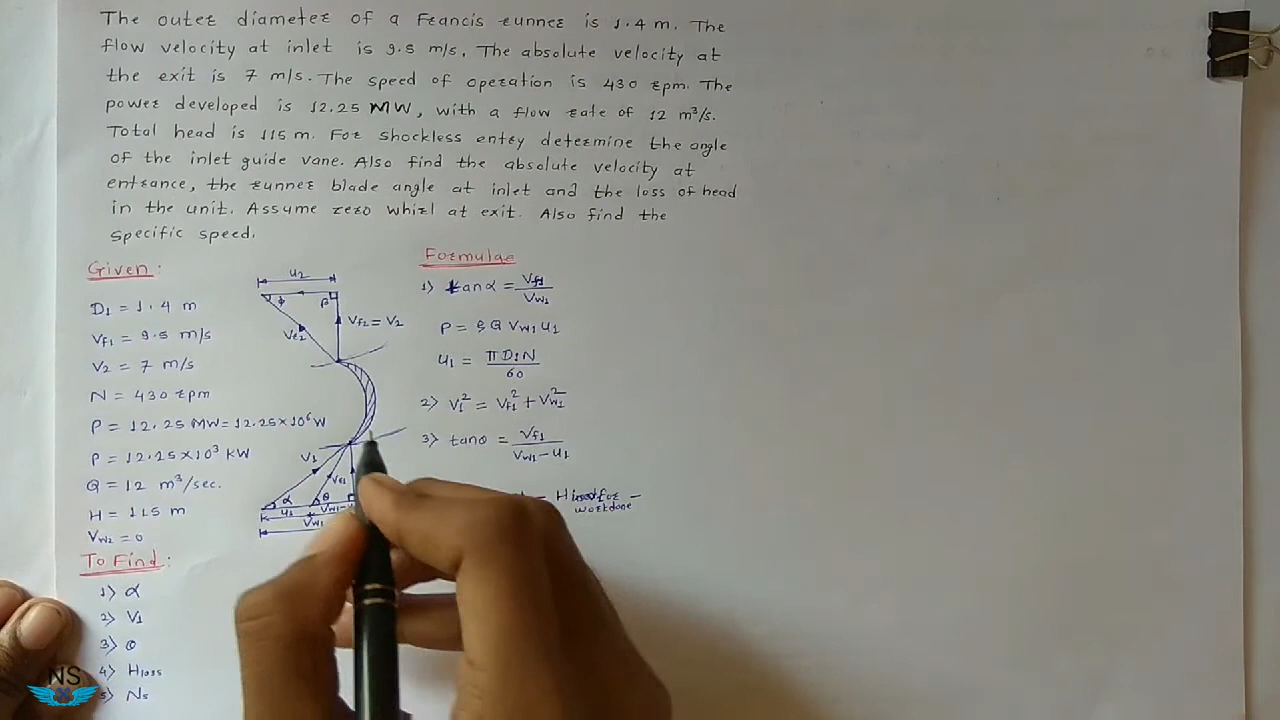 The outer diameter of a Francis runner is 1.4 m. The
flow velocity at inlet is 9.5 m/s. The absolute velocity at
the exit is 7 m/s. The speed of operation is 430 rpm. The
power developed is 12.25 MW, with a flow rate of 12 m³/s.
Total head is 115 m. For shockless entry determine the angle
of the inlet guide vane. Also find the absolute velocity at
entrance, the runner blade angle at inlet and the loss of head
in the unit. Assume zero whirl at exit. Also find the
specific speed.
Given:
D1 = 1.4 m
Vf1 = 9.5 m/s
V2 = 7 m/s
N = 430 rpm
P = 12.25 MW = 12.25×10⁶ W
P = 12.25×10³ KW
Q = 12 m³/sec.
H = 115 m
Vw2 = 0
To Find:
1) α
2) V1
3) θ
4) Hloss
5) Ns
u2
ϕ
β
Vr2
Vf2 = V2
V1
Vr1
α
θ
u1
Vw1
Formulae
1) tanα = Vf1/Vw1
P = ρ Q Vw1 u1
u1 = π D1 N / 60
2) V1² = Vf1² + Vw1²
3) tanθ = Vf1/(Vw1 - u1)
- H for -
workdone
NS